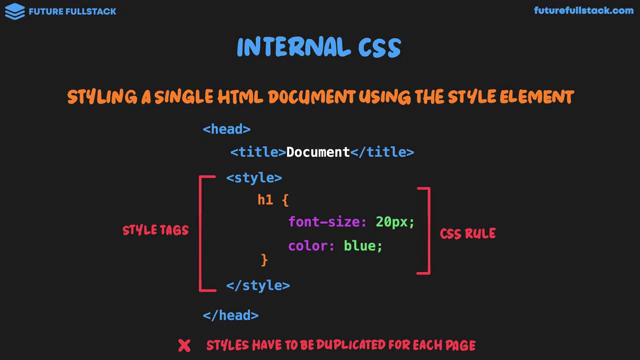 FUTURE FULLSTACK
futurefullstack.com
INTERNAL CSS
STYLING A SINGLE HTML DOCUMENT USING THE STYLE ELEMENT
<head>
<title>Document</title>
<style>
h1 {
font-size: 20px;
STYLE TAGS
CSS RULE
color: blue;
}
</style>
</head>
X STYLES HAVE TO BE DUPLICATED FOR EACH PAGE